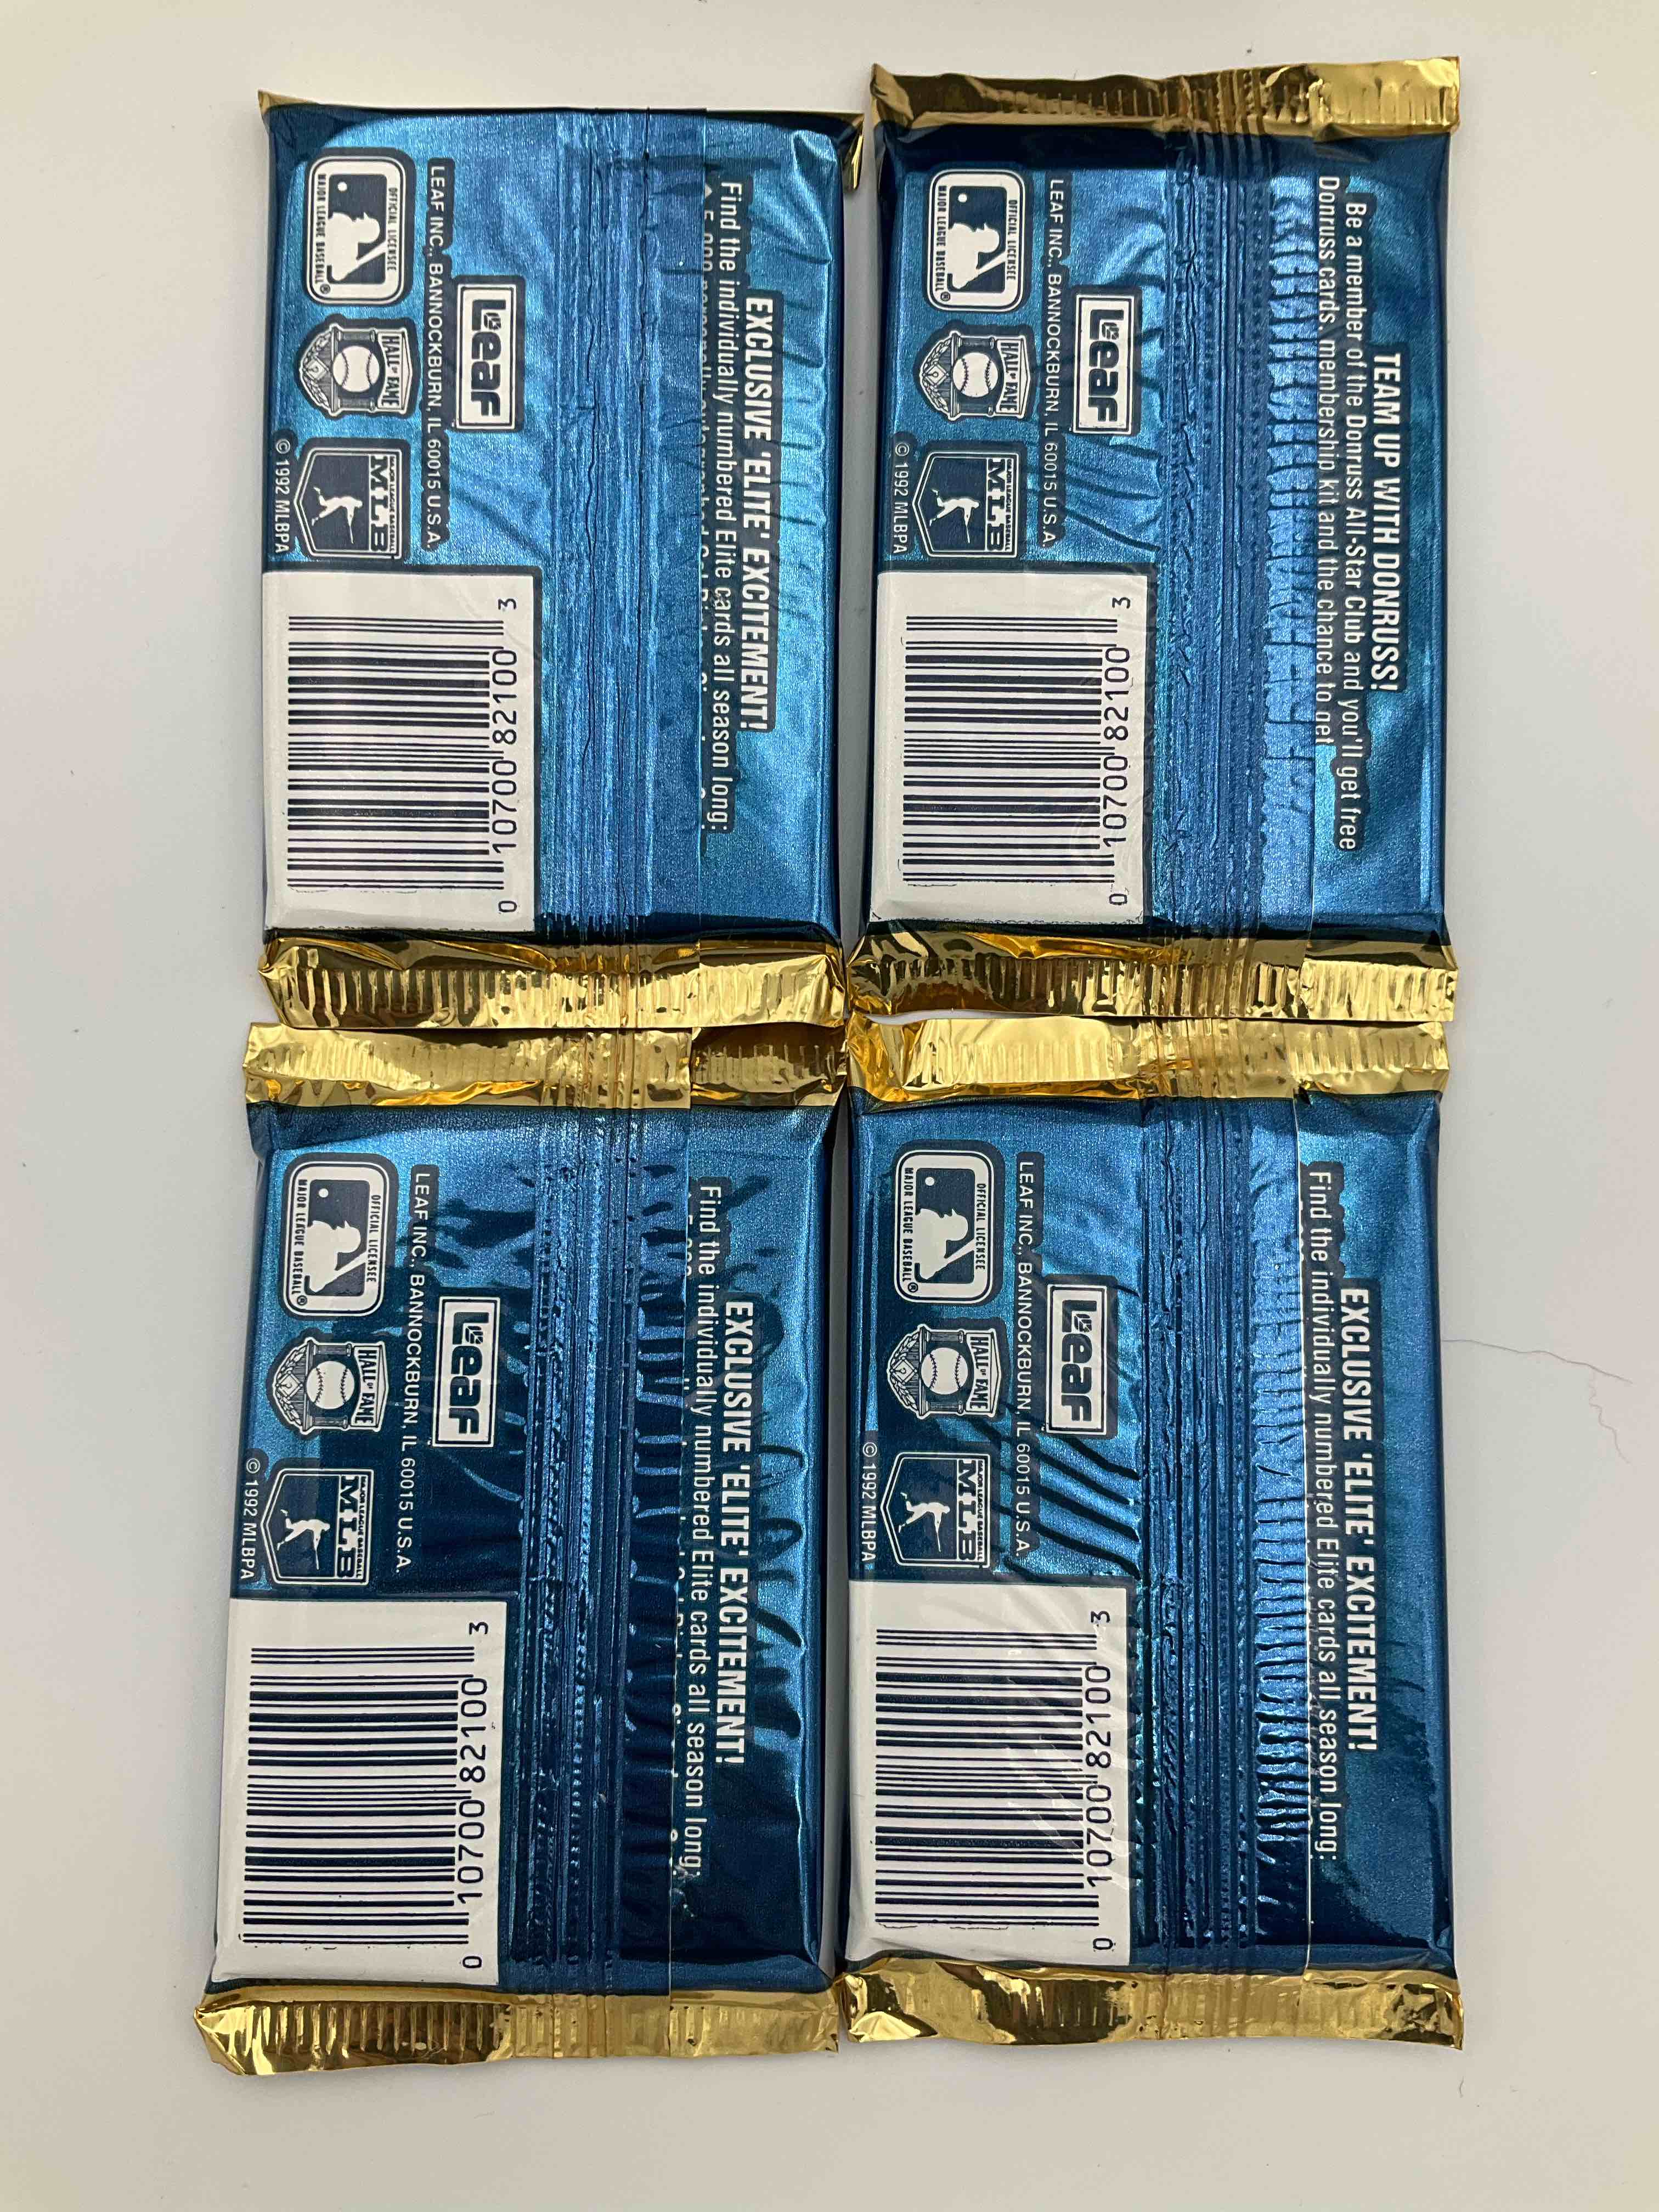 EXCLUSIVE 'ELITE' EXCITEMENT!
Find the individually numbered Elite cards all season long:
Leaf
LEAF INC., BANNOCKBURN, IL 60015 U.S.A.
OFFICIAL LICENSEE
MAJOR LEAGUE BASEBALL®
HALL OF FAME
MLB
© 1992 MLBPA
0 10700 82100 3
TEAM UP WITH DONRUSS!
Be a member of the Donruss All-Star Club and you'll get free
Donruss cards, membership kit and the chance to get
Leaf
LEAF INC., BANNOCKBURN, IL 60015 U.S.A.
OFFICIAL LICENSEE
MAJOR LEAGUE BASEBALL®
HALL OF FAME
MLB
© 1992 MLBPA
0 10700 82100 3
EXCLUSIVE 'ELITE' EXCITEMENT!
Find the individually numbered Elite cards all season long:
Leaf
LEAF INC., BANNOCKBURN, IL 60015 U.S.A.
OFFICIAL LICENSEE
MAJOR LEAGUE BASEBALL®
HALL OF FAME
MLB
© 1992 MLBPA
0 10700 82100 3
EXCLUSIVE 'ELITE' EXCITEMENT!
Find the individually numbered Elite cards all season long:
Leaf
LEAF INC., BANNOCKBURN, IL 60015 U.S.A.
OFFICIAL LICENSEE
MAJOR LEAGUE BASEBALL®
HALL OF FAME
MLB
© 1992 MLBPA
0 10700 82100 3